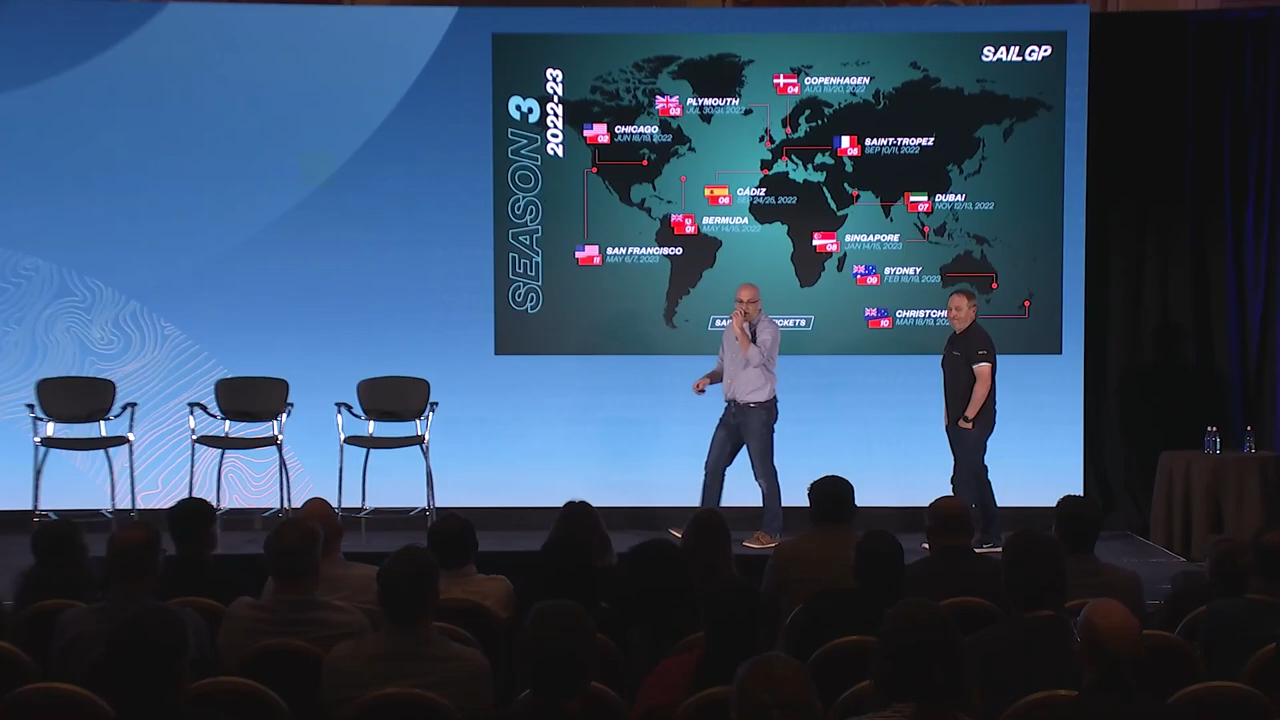 SAILGP
SEASON 3
2022-23
COPENHAGEN
04
AUG 19/20, 2022
PLYMOUTH
03
JUL 30/31, 2022
CHICAGO
02
JUN 18/19, 2022
SAINT-TROPEZ
05
SEP 10/11, 2022
CÁDIZ
06
SEP 24/25, 2022
DUBAI
07
NOV 12/13, 2022
BERMUDA
01
MAY 14/15, 2022
SINGAPORE
08
JAN 14/15, 2023
SAN FRANCISCO
11
MAY 6/7, 2023
SYDNEY
09
FEB 18/19, 2023
10
MAR 18/19,